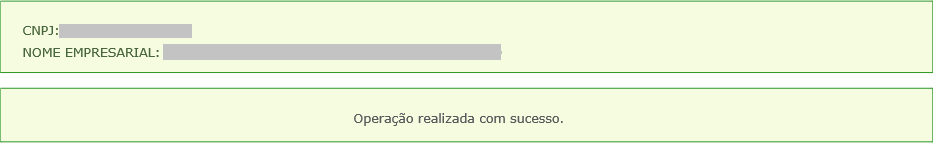 CNPJ:
NOME EMPRESARIAL:
Operação realizada com sucesso.